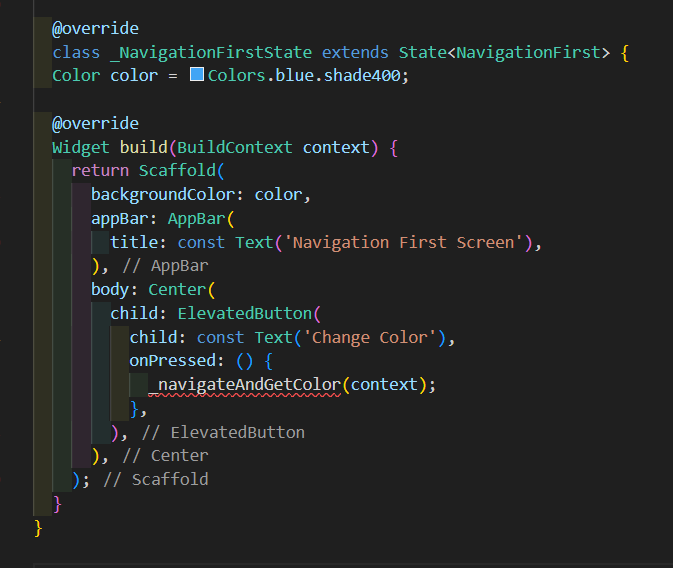 @override
class _NavigationFirstState extends State<NavigationFirst> {
Color color = Colors.blue.shade400;
@override
Widget build(BuildContext context) {
return Scaffold(
backgroundColor: color,
appBar: AppBar(
title: const Text('Navigation First Screen'),
), // AppBar
body: Center(
child: ElevatedButton(
child: const Text('Change Color'),
onPressed: () {
_navigateAndGetColor(context);
},
), // ElevatedButton
), // Center
); // Scaffold
}
}